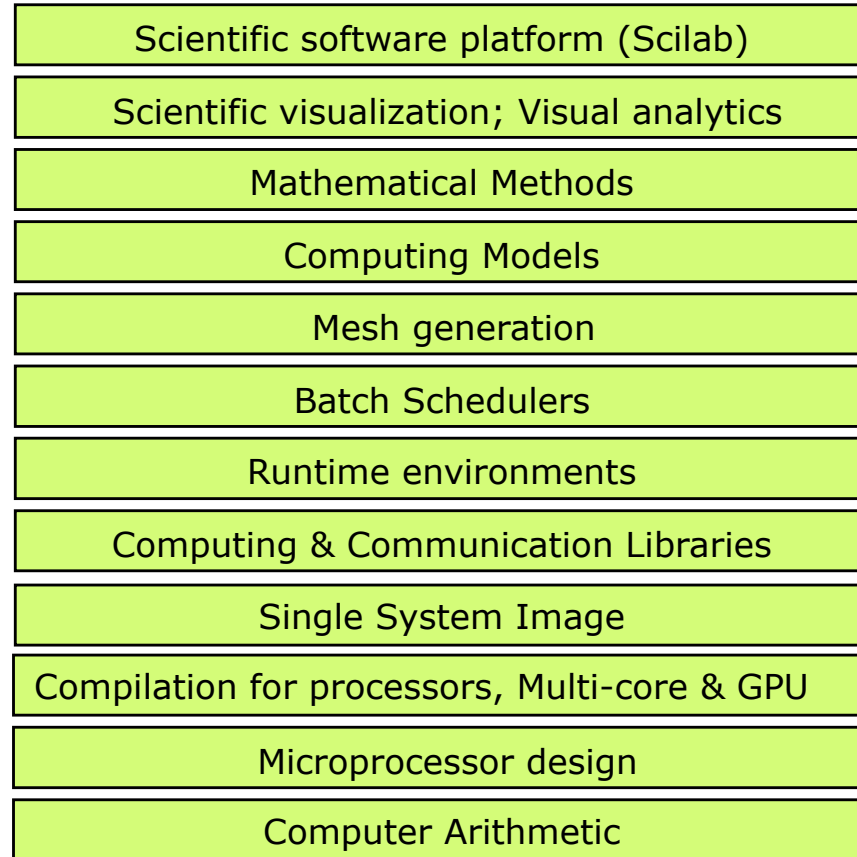 Scientific software platform (Scilab)
Scientific visualization; Visual analytics
Mathematical Methods
Computing Models
Mesh generation
Batch Schedulers
Runtime environments
Computing & Communication Libraries
Single System Image
Compilation for processors, Multi-core & GPU
Microprocessor design
Computer Arithmetic